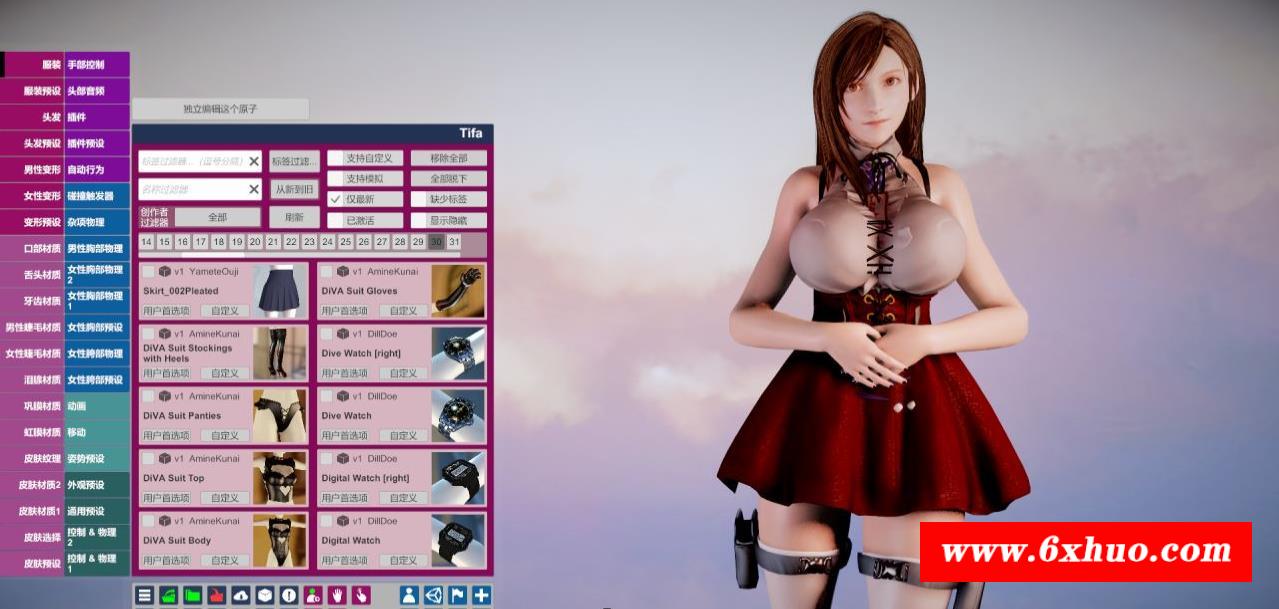 服装 手部控制
服装预设 头部音频
头发 插件
头发预设 插件预设
男性变形 自动行为
女性变形 碰撞触发器
变形预设 杂项物理
口部材质 男性胸部物理
舌头材质 女性胸部物理
2
牙齿材质 女性胸部物理
1
男性睫毛材质 女性胸部预设
女性睫毛材质 女性胯部物理
泪腺材质 女性胯部预设
巩膜材质 动画
虹膜材质 移动
皮肤纹理 姿势预设
皮肤材质2 外观预设
皮肤材质1 通用预设
皮肤选择 控制 & 物理
2
皮肤预设 控制 & 物理
1
独立编辑这个原子
Tifa
标签过滤器... (逗号分隔) 标签过滤... 支持自定义 移除全部
支持模拟 全部脱下
名称过滤器 从新到旧 仅最新 缺少标签
创作者
过滤器 全部 刷新 已激活 显示隐藏
14 15 16 17 18 19 20 21 22 23 24 25 26 27 28 29 30 31
v1 YameteOuji
Skirt_002Pleated
用户首选项 自定义
v1 AmineKunai
DiVA Suit Gloves
用户首选项 自定义
v1 AmineKunai
DiVA Suit Stockings
with Heels
用户首选项 自定义
v1 DillDoe
Dive Watch [right]
用户首选项 自定义
v1 AmineKunai
DiVA Suit Panties
用户首选项 自定义
v1 DillDoe
Dive Watch
用户首选项 自定义
v1 AmineKunai
DiVA Suit Top
用户首选项 自定义
v1 DillDoe
Digital Watch [right]
用户首选项 自定义
v1 AmineKunai
DiVA Suit Body
用户首选项 自定义
v1 DillDoe
Digital Watch
用户首选项 自定义
www.6xhuo.com